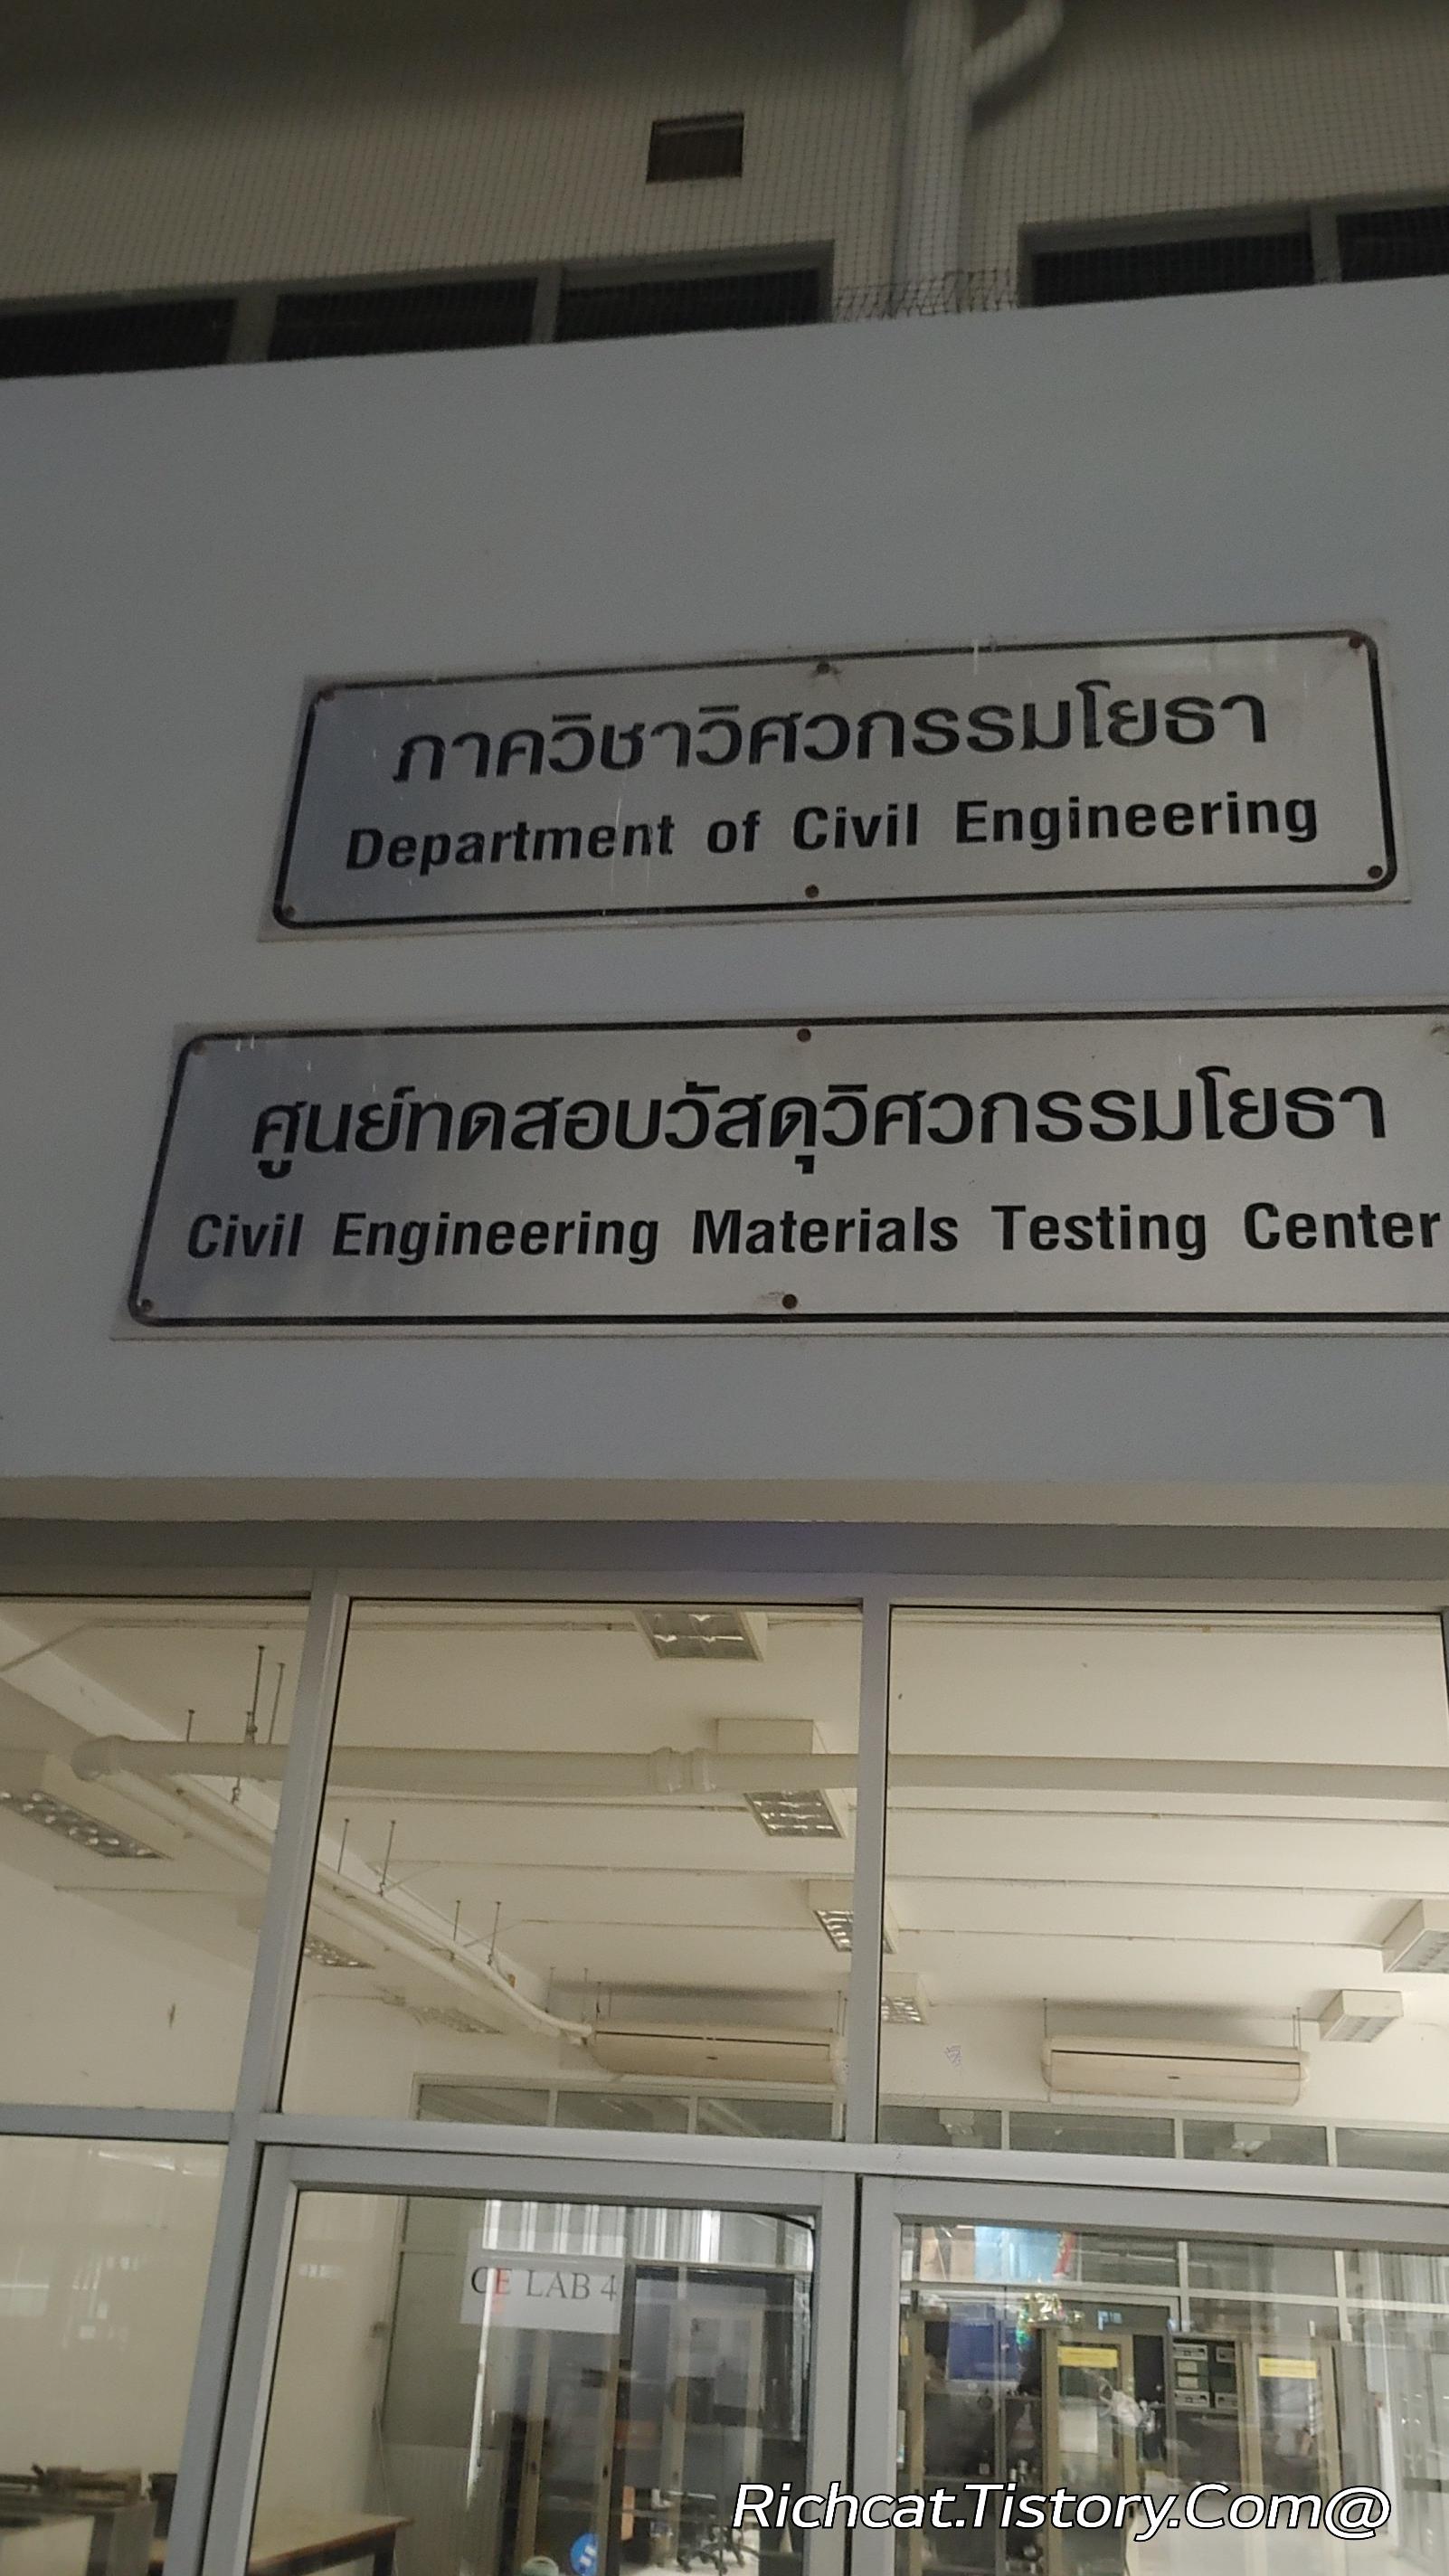 ภาควิชาวิศวกรรมโยธา
Department of Civil Engineering
ศูนย์ทดสอบวัสดุวิศวกรรมโยธา
Civil Engineering Materials Testing Center
CE LAB 4
Richcat.Tistory.Com@